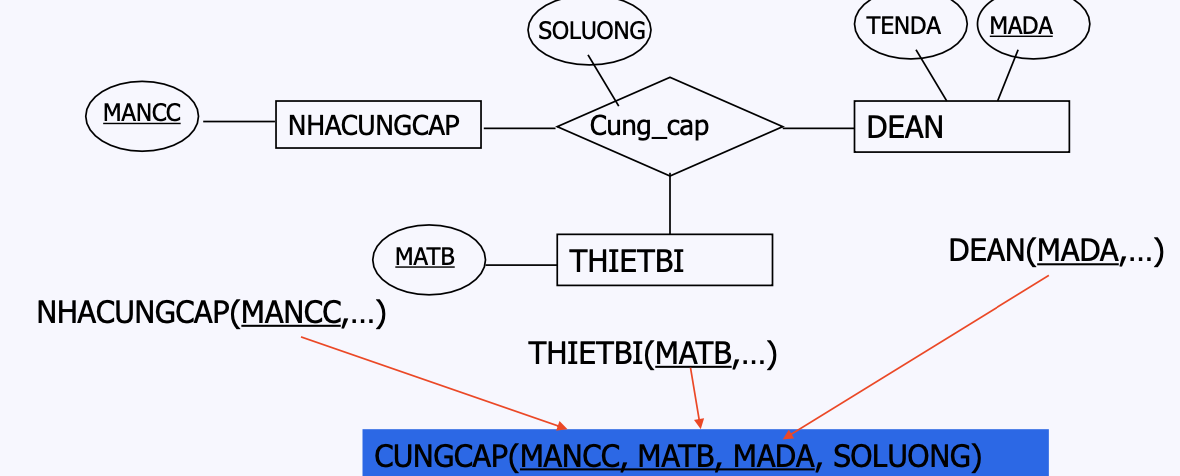 SOLUONG
TENDA
MADA
MANCC
NHACUNGCAP
Cung_cap
DEAN
MATB
THIETBI
DEAN(MADA,...)
NHACUNGCAP(MANCC,...)
THIETBI(MATB,...)
CUNGCAP(MANCC, MATB, MADA, SOLUONG)